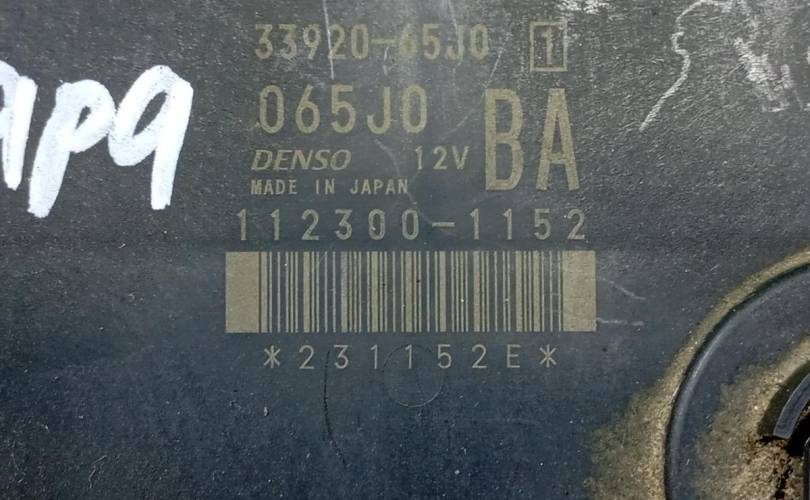 33920-65J0 1
065J0 BA
DENSO 12V
MADE IN JAPAN
112300-1152
*231152E*